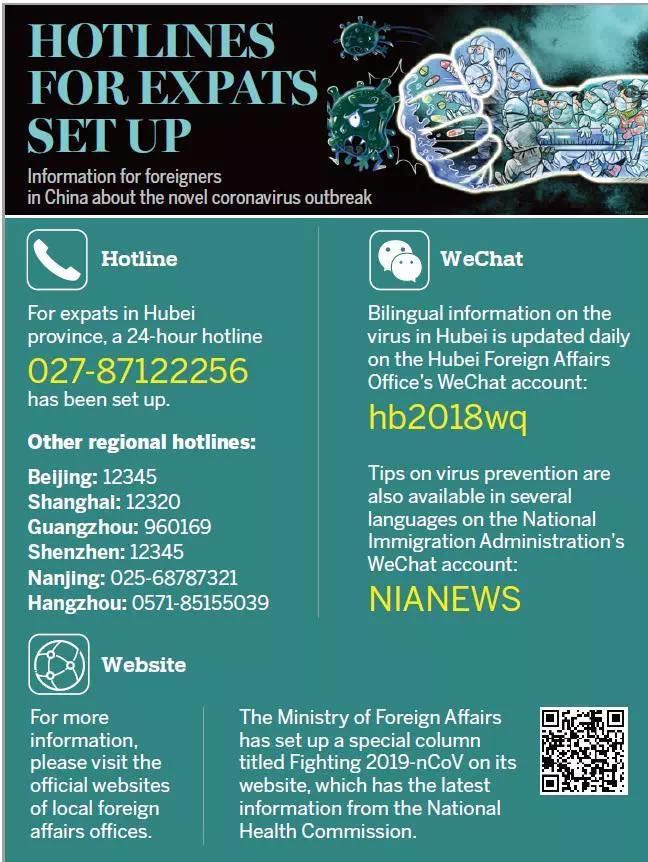 HOTLINES
FOR EXPATS
SET UP
Information for foreigners
in China about the novel coronavirus outbreak
Hotline
For expats in Hubei
province, a 24-hour hotline
027-87122256
has been set up.
Other regional hotlines:
Beijing: 12345
Shanghai: 12320
Guangzhou: 960169
Shenzhen: 12345
Nanjing: 025-68787321
Hangzhou: 0571-85155039
WeChat
Bilingual information on the
virus in Hubei is updated daily
on the Hubei Foreign Affairs
Office's WeChat account:
hb2018wq
Tips on virus prevention are
also available in several
languages on the National
Immigration Administration's
WeChat account:
NIANEWS
Website
For more
information,
please visit the
official websites
of local foreign
affairs offices.
The Ministry of Foreign Affairs
has set up a special column
titled Fighting 2019-nCoV on its
website, which has the latest
information from the National
Health Commission.